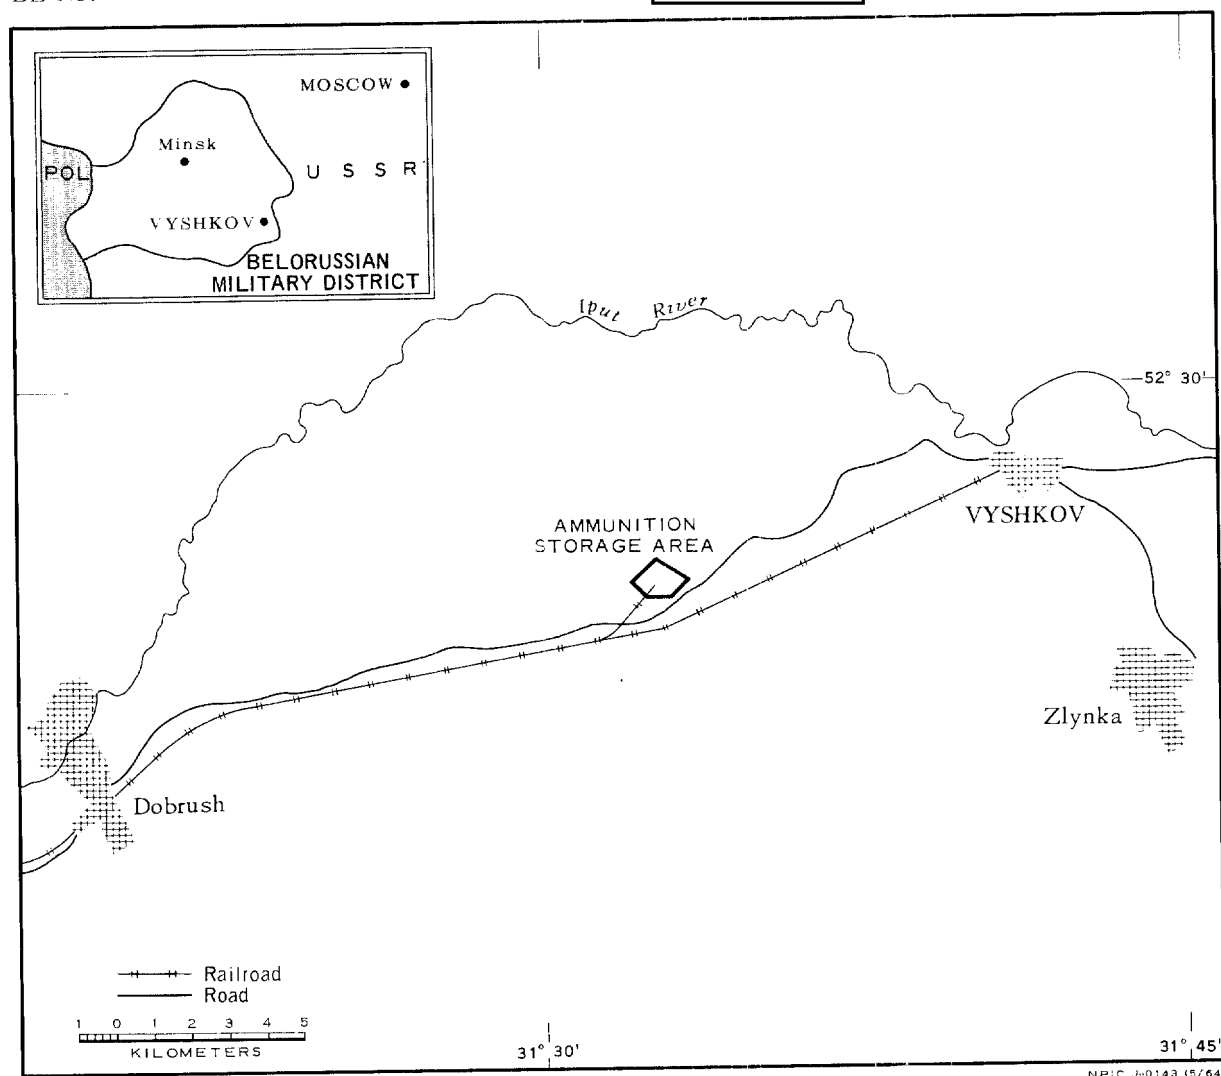 MOSCOW
Minsk
POL
U S S R
VYSHKOV
BELORUSSIAN
MILITARY DISTRICT
Iput River
52° 30'
AMMUNITION
STORAGE AREA
VYSHKOV
Zlynka
Dobrush
Railroad
Road
1 0 1 2 3 4 5
KILOMETERS
31° 30'
31° 45'